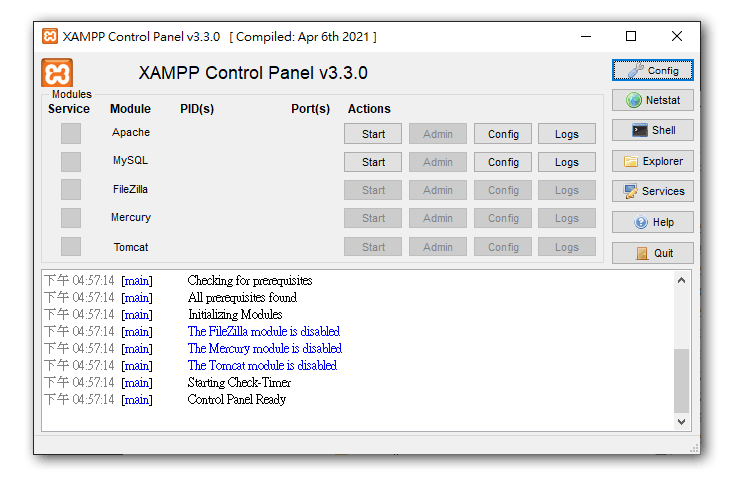 XAMPP Control Panel v3.3.0 [ Compiled: Apr 6th 2021 ]
XAMPP Control Panel v3.3.0
Config
Modules
Service Module PID(s) Port(s) Actions
Netstat
Apache Start Admin Config Logs
Shell
MySQL Start Admin Config Logs
Explorer
FileZilla Start Admin Config Logs
Services
Mercury Start Admin Config Logs
Help
Tomcat Start Admin Config Logs
Quit
下午 04:57:14 [main] Checking for prerequisites
下午 04:57:14 [main] All prerequisites found
下午 04:57:14 [main] Initializing Modules
下午 04:57:14 [main] The FileZilla module is disabled
下午 04:57:14 [main] The Mercury module is disabled
下午 04:57:14 [main] The Tomcat module is disabled
下午 04:57:14 [main] Starting Check-Timer
下午 04:57:14 [main] Control Panel Ready